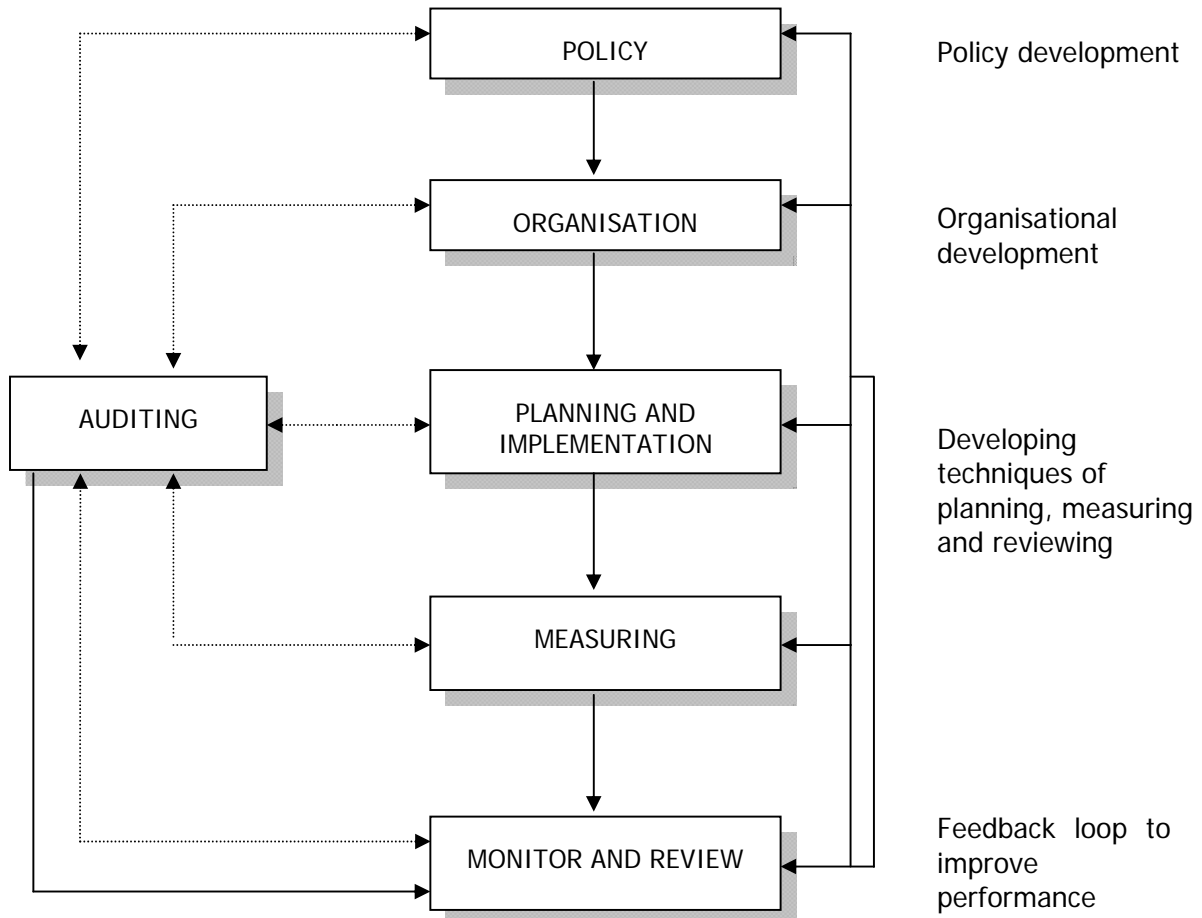 POLICY
Policy development
ORGANISATION
Organisational
development
AUDITING
PLANNING AND
IMPLEMENTATION
Developing
techniques of
planning, measuring
and reviewing
MEASURING
MONITOR AND REVIEW
Feedback loop to
improve
performance